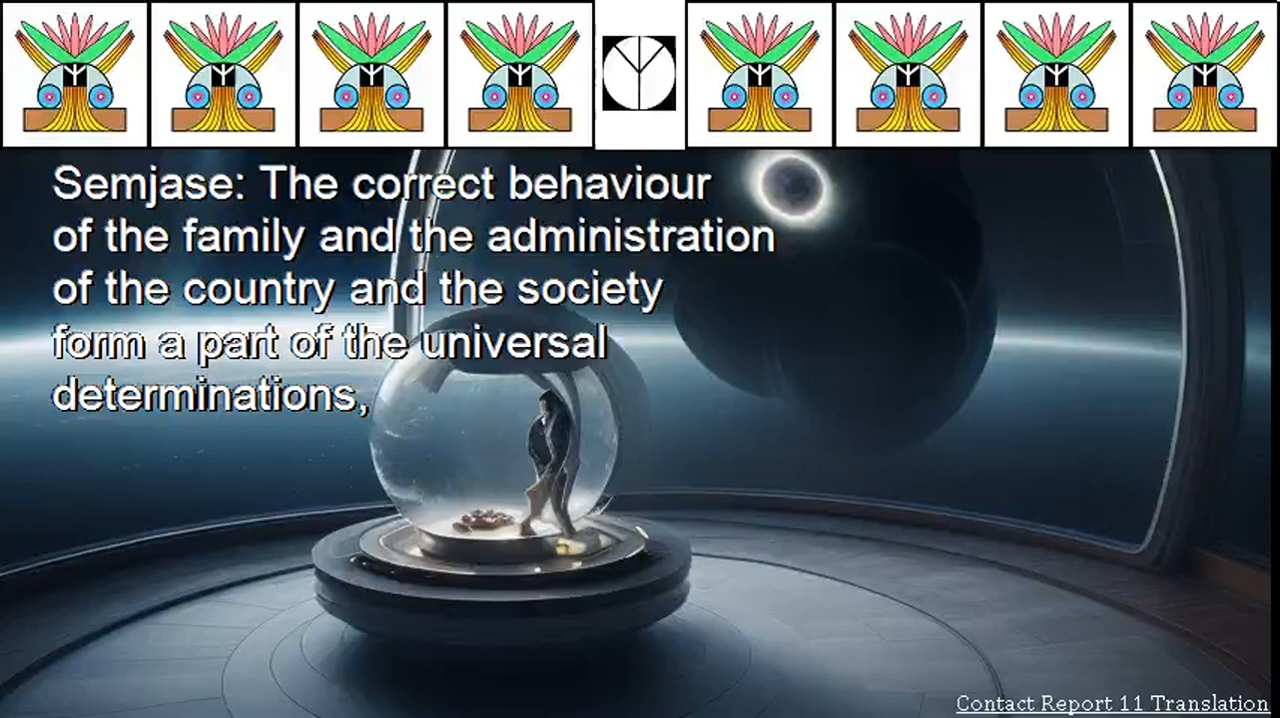 Semjase: The correct behaviour
of the family and the administration
of the country and the society
form a part of the universal
determinations,
Contact Report 11 Translation